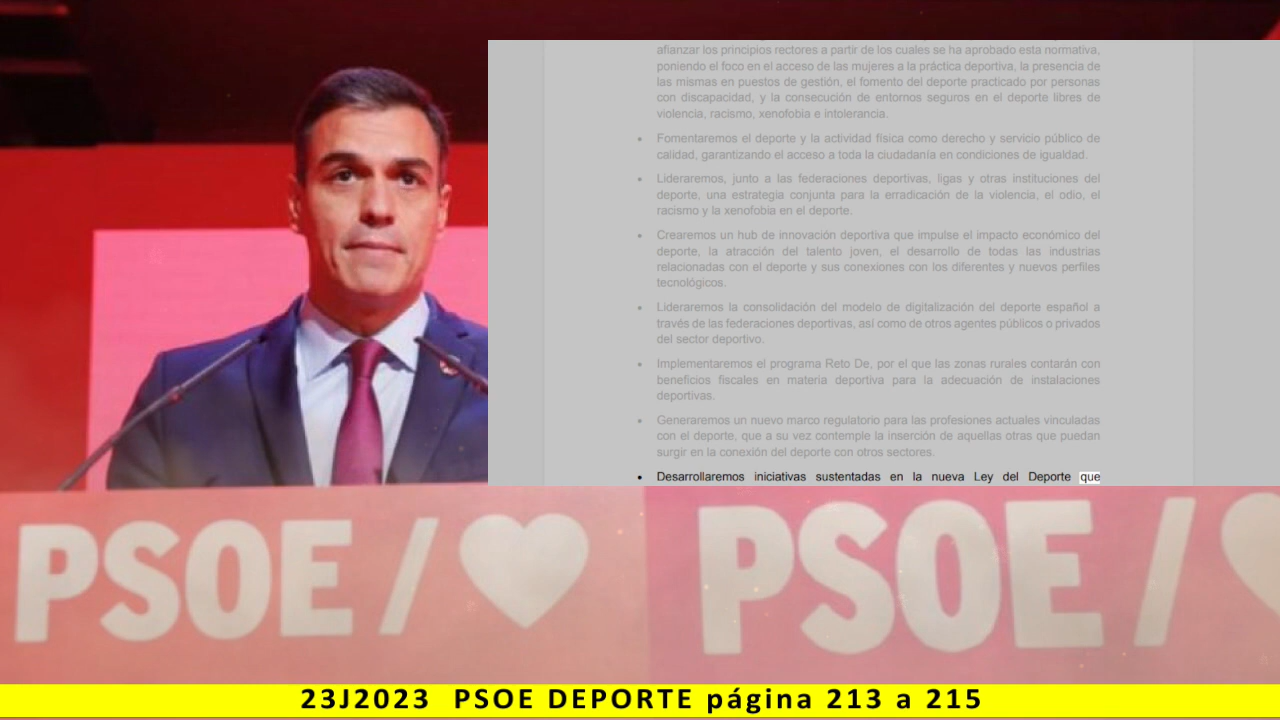 afianzar los principios rectores a partir de los cuales se ha aprobado esta normativa,
poniendo el foco en el acceso de las mujeres a la práctica deportiva, la presencia de
las mismas en puestos de gestión, el fomento del deporte practicado por personas
con discapacidad, y la consecución de entornos seguros en el deporte libres de
violencia, racismo, xenofobia e intolerancia.
• Fomentaremos el deporte y la actividad física como derecho y servicio público de
calidad, garantizando el acceso a toda la ciudadanía en condiciones de igualdad.
• Lideraremos, junto a las federaciones deportivas, ligas y otras instituciones del
deporte, una estrategia conjunta para la erradicación de la violencia, el odio, el
racismo y la xenofobia en el deporte.
• Crearemos un hub de innovación deportiva que impulse el impacto económico del
deporte, la atracción del talento joven, el desarrollo de todas las industrias
relacionadas con el deporte y sus conexiones con los diferentes y nuevos perfiles
tecnológicos.
• Lideraremos la consolidación del modelo de digitalización del deporte español a
través de las federaciones deportivas, así como de otros agentes públicos o privados
del sector deportivo.
• Implementaremos el programa Reto De, por el que las zonas rurales contarán con
beneficios fiscales en materia deportiva para la adecuación de instalaciones
deportivas.
• Generaremos un nuevo marco regulatorio para las profesiones actuales vinculadas
con el deporte, que a su vez contemple la inserción de aquellas otras que puedan
surgir en la conexión del deporte con otros sectores.
• Desarrollaremos iniciativas sustentadas en la nueva Ley del Deporte que
PSOE/
PSOE/
23J2023 PSOE DEPORTE página 213 a 215